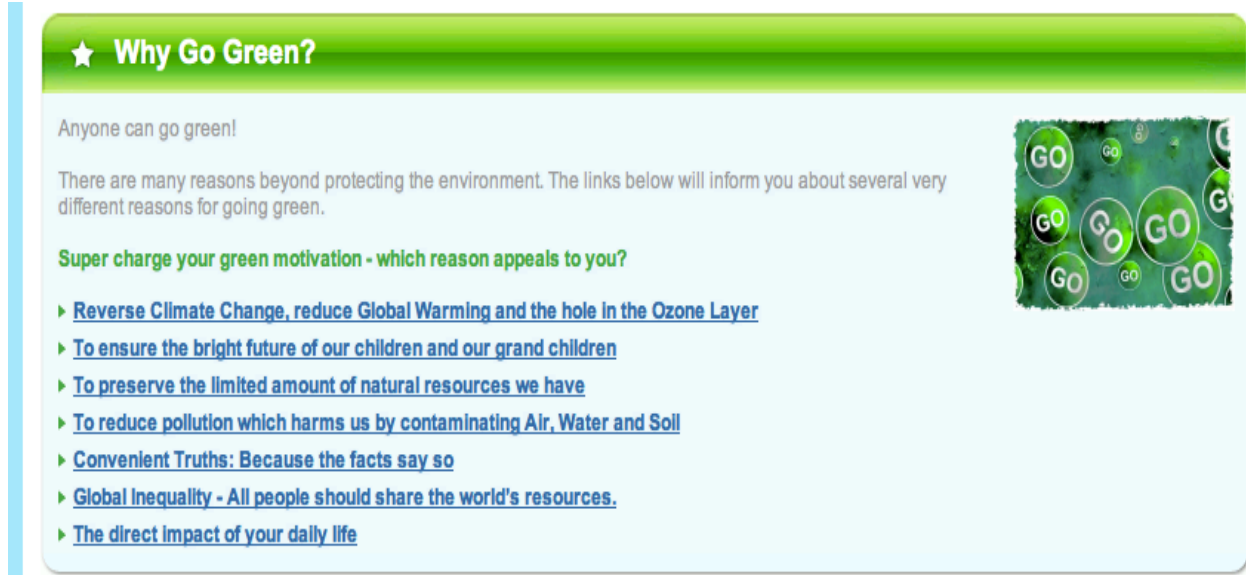 Why Go Green?
Anyone can go green!
There are many reasons beyond protecting the environment. The links below will inform you about several very
different reasons for going green.
Super charge your green motivation - which reason appeals to you?
Reverse Climate Change, reduce Global Warming and the hole in the Ozone Layer
To ensure the bright future of our children and our grand children
To preserve the limited amount of natural resources we have
To reduce pollution which harms us by contaminating Air, Water and Soil
Convenient Truths: Because the facts say so
Global Inequality - All people should share the world's resources.
The direct impact of your daily life
GO
GO
GO
GO
GO
GO
GO
GO
GO
G